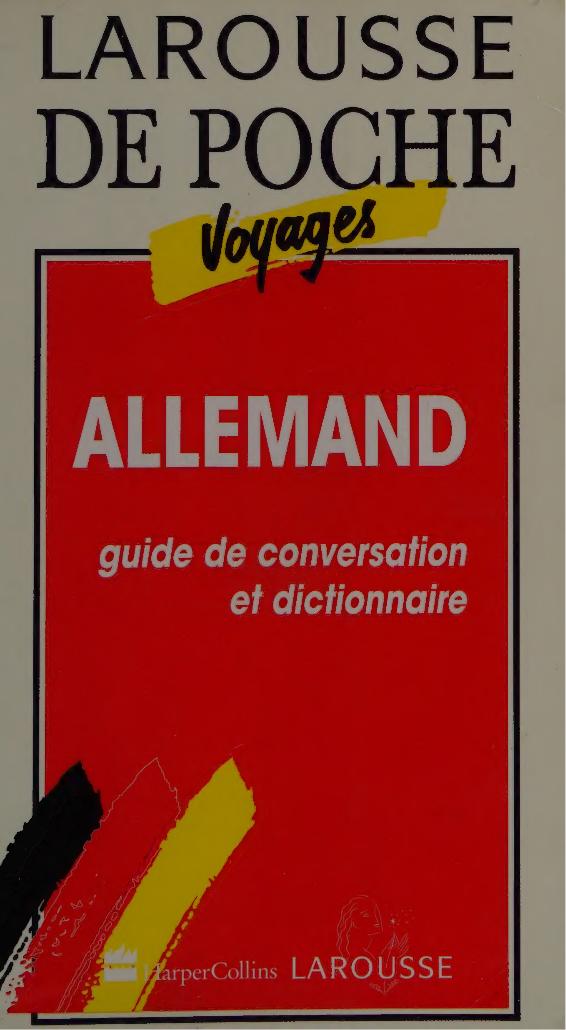 LAROUSSE
DE POCHE
Voyages
ALLEMAND
guide de conversation
et dictionnaire
HarperCollins LAROUSSE